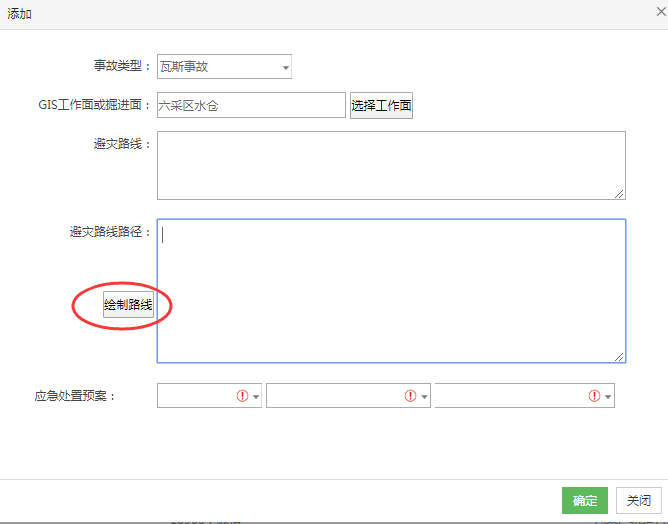 添加
事故类型：
瓦斯事故
GIS工作面或掘进面：
六采区水仓
选择工作面
避灾路线：
避灾路线路径：
绘制路线
应急处置预案：
确定
关闭